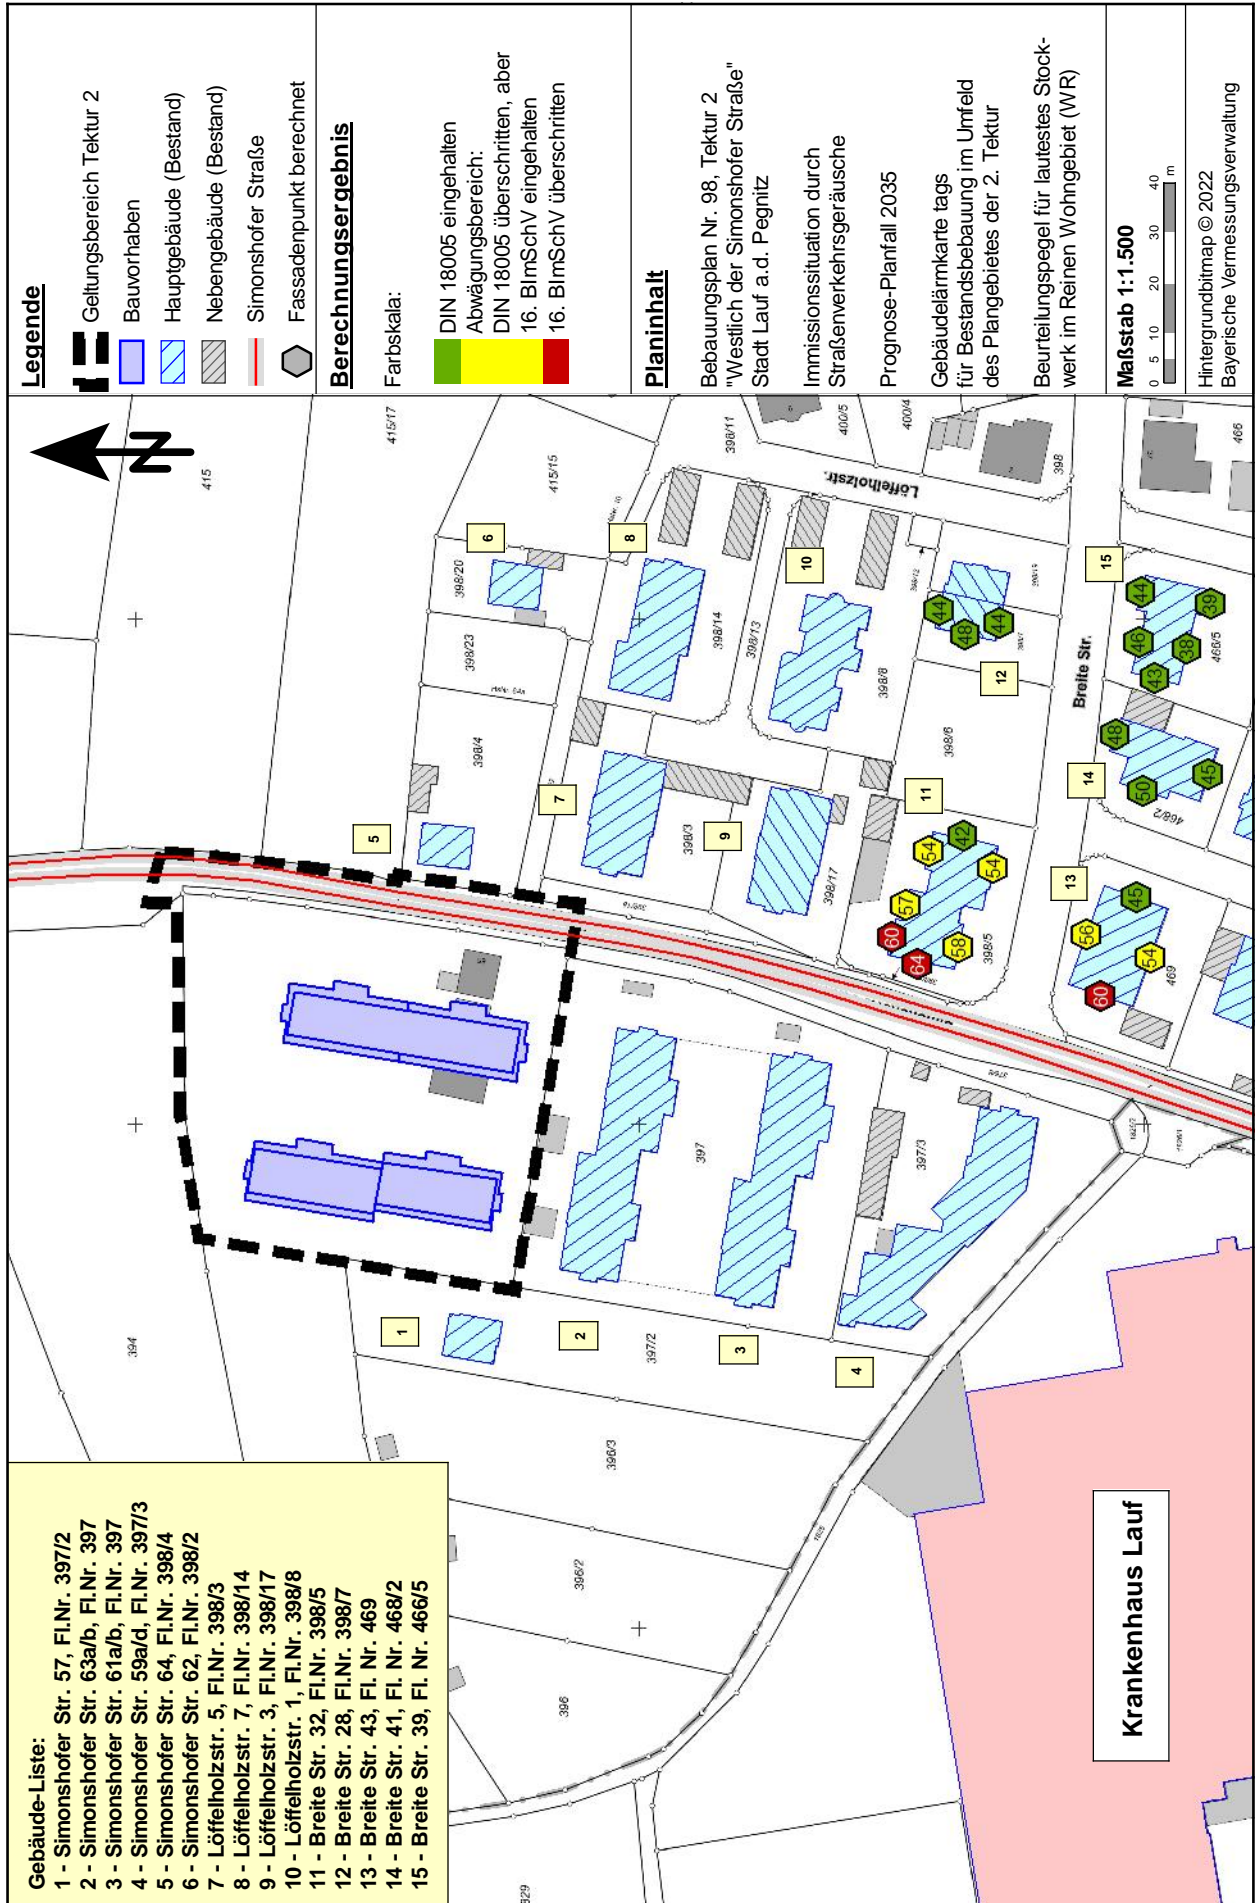 Gebäude-Liste:
1 - Simonshofer Str. 57, Fl.Nr. 397/2
2 - Simonshofer Str. 63a/b, Fl.Nr. 397
3 - Simonshofer Str. 61a/b, Fl.Nr. 397
4 - Simonshofer Str. 59a/d, Fl.Nr. 397/3
5 - Simonshofer Str. 64, Fl.Nr. 398/4
6 - Simonshofer Str. 62, Fl.Nr. 398/2
7 - Löffelholzstr. 5, Fl.Nr. 398/3
8 - Löffelholzstr. 7, Fl.Nr. 398/14
9 - Löffelholzstr. 3, Fl.Nr. 398/17
10 - Löffelholzstr. 1, Fl.Nr. 398/8
11 - Breite Str. 32, Fl.Nr. 398/5
12 - Breite Str. 28, Fl.Nr. 398/7
13 - Breite Str. 43, Fl. Nr. 469
14 - Breite Str. 41, Fl. Nr. 468/2
15 - Breite Str. 39, Fl. Nr. 466/5
Legende
Geltungsbereich Tektur 2
Bauvorhaben
Hauptgebäude (Bestand)
Nebengebäude (Bestand)
Simonshofer Straße
Fassadenpunkt berechnet
Berechnungsergebnis
Farbskala:
DIN 18005 eingehalten
Abwägungsbereich:
DIN 18005 überschritten, aber
16. BImSchV eingehalten
16. BImSchV überschritten
Planinhalt
Bebauungsplan Nr. 98, Tektur 2
"Westlich der Simonshofer Straße"
Stadt Lauf a.d. Pegnitz
Immissionssituation durch
Straßenverkehrsgeräusche
Prognose-Planfall 2035
Gebäudelärmkarte tags
für Bestandsbebauung im Umfeld
des Plangebietes der 2. Tektur
Beurteilungspegel für lautestes Stock-
werk im Reinen Wohngebiet (WR)
Maßstab 1:1.500
0 5 10 20 30 40
m
Hintergrundbitmap © 2022
Bayerische Vermessungsverwaltung
N
415
415/17
415/15
394
398/20
398/23
398/4
398/14
398/13
398/11
400/5
400/4
398
466
398/3
398/17
398/8
398/6
398/5
398/12
397
397/2
397/3
396/3
396/2
396
829
469
468/2
466/5
1
2
3
4
5
6
7
8
9
10
11
12
13
14
15
Löffelholzstr.
Breite Str.
64
60
57
54
42
54
58
44
48
44
60
56
45
54
50
48
45
43
46
44
38
39
Krankenhaus Lauf